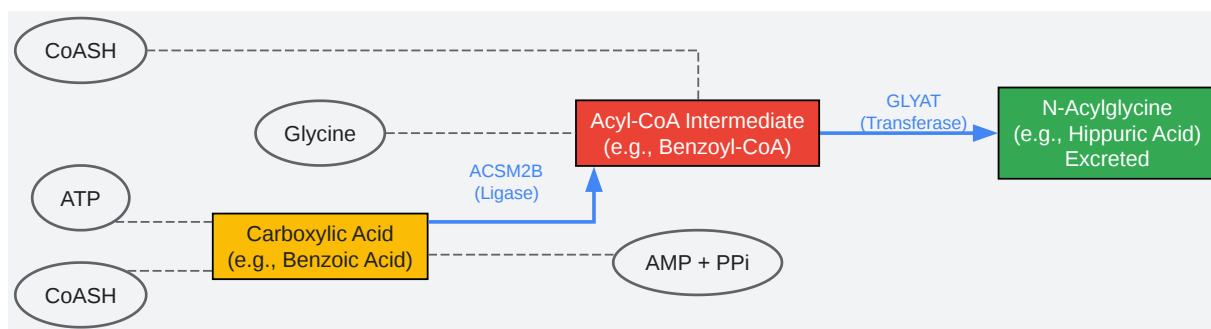 CoASH
GLYAT
(Transferase)
N-Acylglycine
(e.g., Hippuric Acid)
Excreted
Acyl-CoA Intermediate
(e.g., Benzoyl-CoA)
Glycine
ACSM2B
(Ligase)
ATP
Carboxylic Acid
(e.g., Benzoic Acid)
AMP + PPi
CoASH